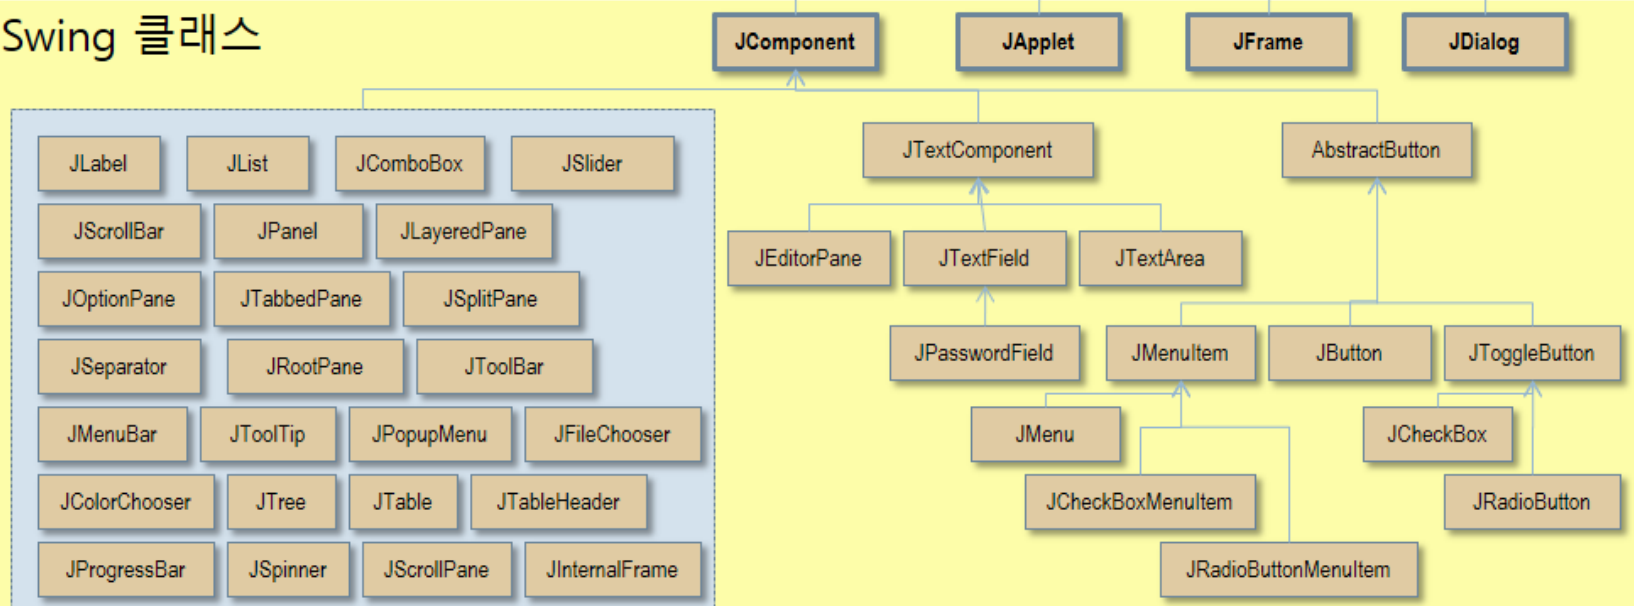 Swing 클래스
JComponent JApplet JFrame JDialog
JLabel JList JComboBox JSlider JTextComponent AbstractButton
JScrollBar JPanel JLayeredPane JEditorPane JTextField JTextArea
JOptionPane JTabbedPane JSplitPane
JSeparator JRootPane JToolBar JPasswordField JMenuItem JButton JToggleButton
JMenuBar JToolTip JPopupMenu JFileChooser JMenu JCheckBox
JColorChooser JTree JTable JTableHeader JCheckBoxMenuItem JRadioButton
JProgressBar JSpinner JScrollPane JInternalFrame JRadioButtonMenuItem